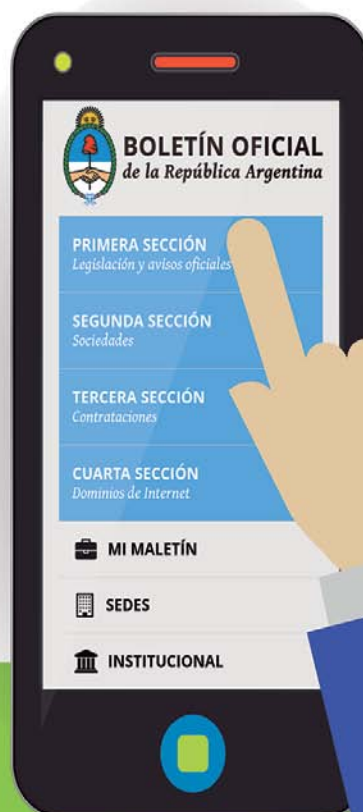 BOLETÍN OFICIAL
de la República Argentina
PRIMERA SECCIÓN
Legislación y avisos oficiales
SEGUNDA SECCIÓN
Sociedades
TERCERA SECCIÓN
Contrataciones
CUARTA SECCIÓN
Dominios de Internet
MI MALETÍN
SEDES
INSTITUCIONAL